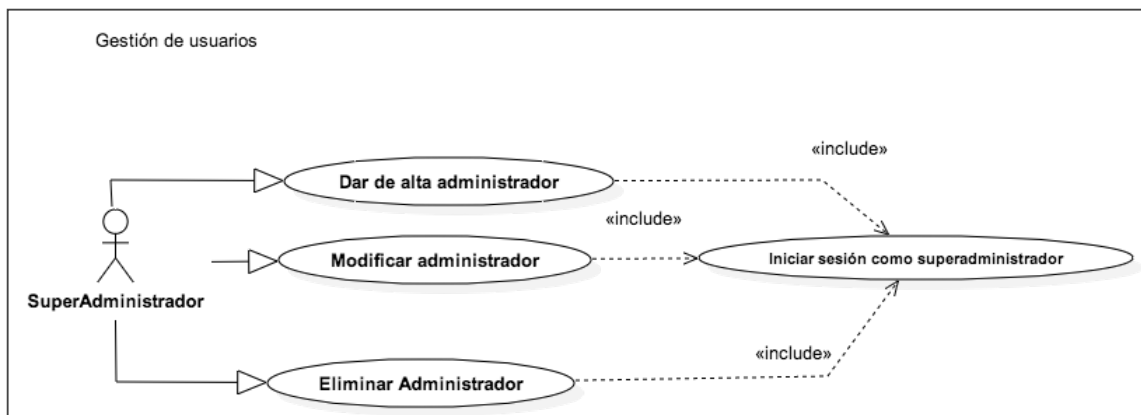 Gestión de usuarios
«include»
Dar de alta administrador
«include»
Modificar administrador
Iniciar sesión como superadministrador
SuperAdministrador
«include»
Eliminar Administrador